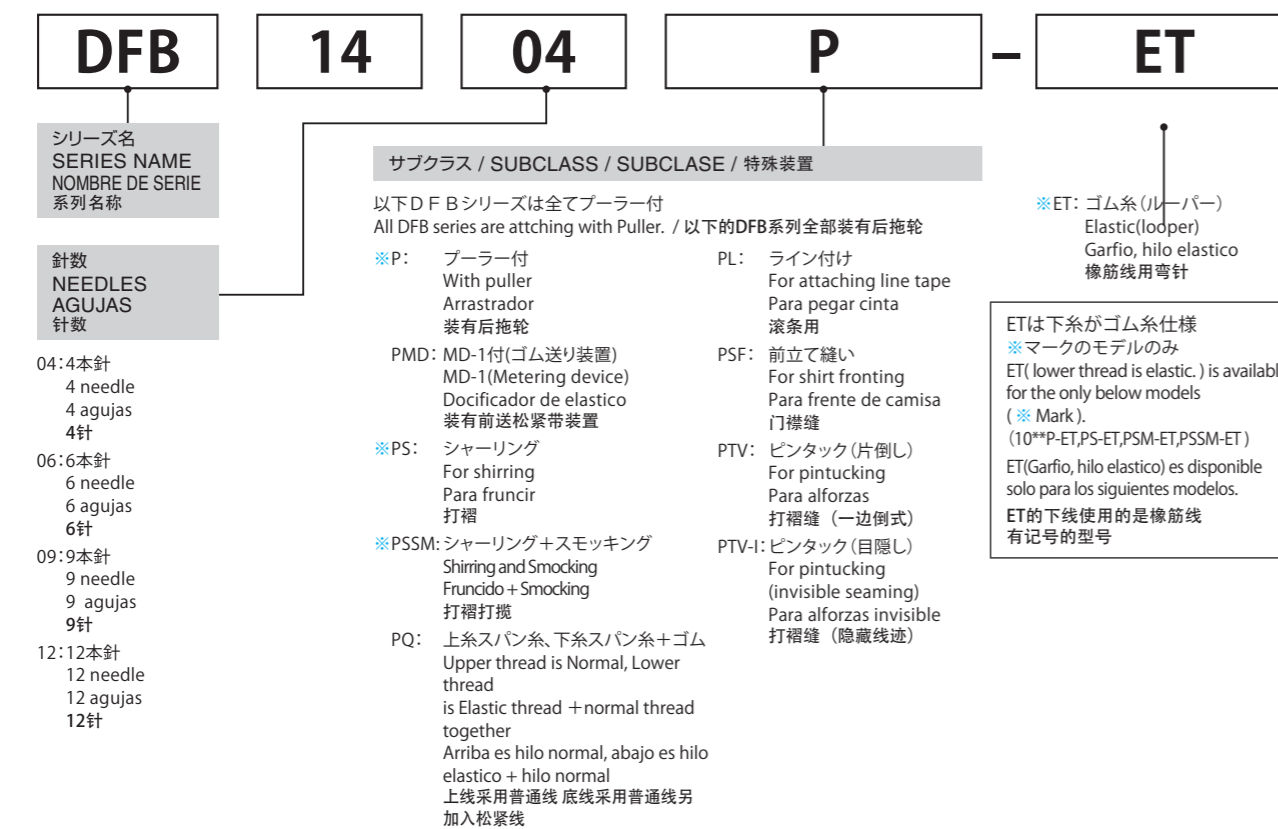 DFB 14 04 P – ET
シリーズ名
SERIES NAME
NOMBRE DE SERIE
系列名称
針数
NEEDLES
AGUJAS
针数
04:4本針
4 needle
4 agujas
4针
06:6本針
6 needle
6 agujas
6针
09:9本針
9 needle
9 agujas
9针
12:12本針
12 needle
12 agujas
12针
サブクラス / SUBCLASS / SUBCLASE / 特殊装置
以下DFBシリーズは全てプーラー付
All DFB series are attching with Puller. / 以下的DFB系列全部装有后拖轮
※P: プーラー付
With puller
Arrastrador
装有后拖轮
PMD: MD-1付(ゴム送り装置)
MD-1(Metering device)
Docificador de elastico
装有前送松紧带装置
※PS: シャーリング
For shirring
Para fruncir
打褶
※PSSM: シャーリング+スモッキング
Shirring and Smocking
Fruncido + Smocking
打褶打揽
PQ: 上糸スパン糸、下糸スパン糸+ゴム
Upper thread is Normal, Lower
thread
is Elastic thread +normal thread
together
Arriba es hilo normal, abajo es hilo
elastico + hilo normal
上线采用普通线 底线采用普通线另
加入松紧线
PL: ライン付け
For attaching line tape
Para pegar cinta
滚条用
PSF: 前立て縫い
For shirt fronting
Para frente de camisa
门襟缝
PTV: ピンタック(片倒し)
For pintucking
Para alforzas
打褶缝(一边倒式)
PTV-I: ピンタック(目隠し)
For pintucking
(invisible seaming)
Para alforzas invisible
打褶缝(隐藏线迹)
※ET: ゴム糸(ルーパー)
Elastic(looper)
Garfio, hilo elastico
橡筋线用弯针
ETは下糸がゴム糸仕様
※マークのモデルのみ
ET( lower thread is elastic. ) is availabl
for the only below models
( ※ Mark ).
(10**P-ET,PS-ET,PSM-ET,PSSM-ET )
ET(Garfio, hilo elastico) es disponible
solo para los siguientes modelos.
ET的下线使用的是橡筋线
有记号的型号